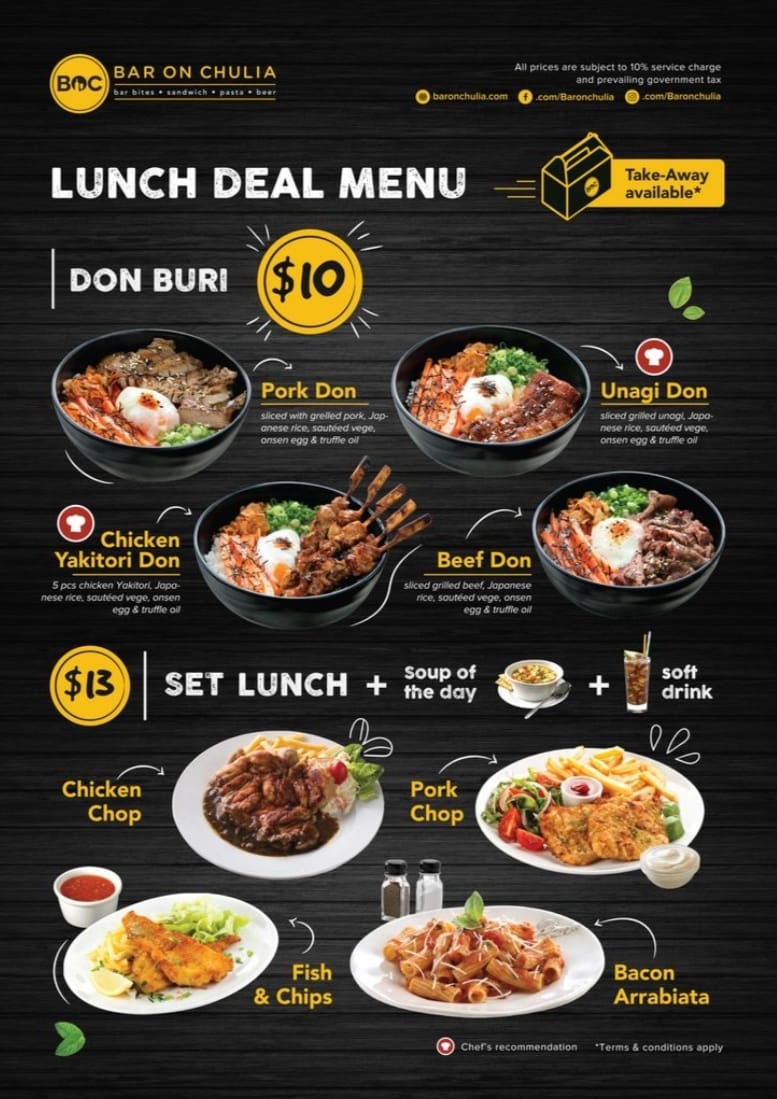 BOC
BAR ON CHULIA
bar bites • sandwich • pasta • beer
All prices are subject to 10% service charge
and prevailing government tax
baronchulia.com
.com/Baronchulia
.com/Baronchulia
LUNCH DEAL MENU
Take-Away
available*
DON BURI
$10
Pork Don
sliced with grelled pork, Jap-
anese rice, sautéed vege,
onsen egg & truffle oil
Unagi Don
sliced grilled unagi, Japa-
nese rice, sautéed vege,
onsen egg & truffle oil
Chicken
Yakitori Don
5 pcs chicken Yakitori, Japa-
nese rice, sautéed vege, onsen
egg & truffle oil
Beef Don
sliced grilled beef, Japanese
rice, sautéed vege, onsen
egg & truffle oil
$13
SET LUNCH +
Soup of
the day
+
soft
drink
Chicken
Chop
Pork
Chop
Fish
& Chips
Bacon
Arrabiata
Chef's recommendation
*Terms & conditions apply